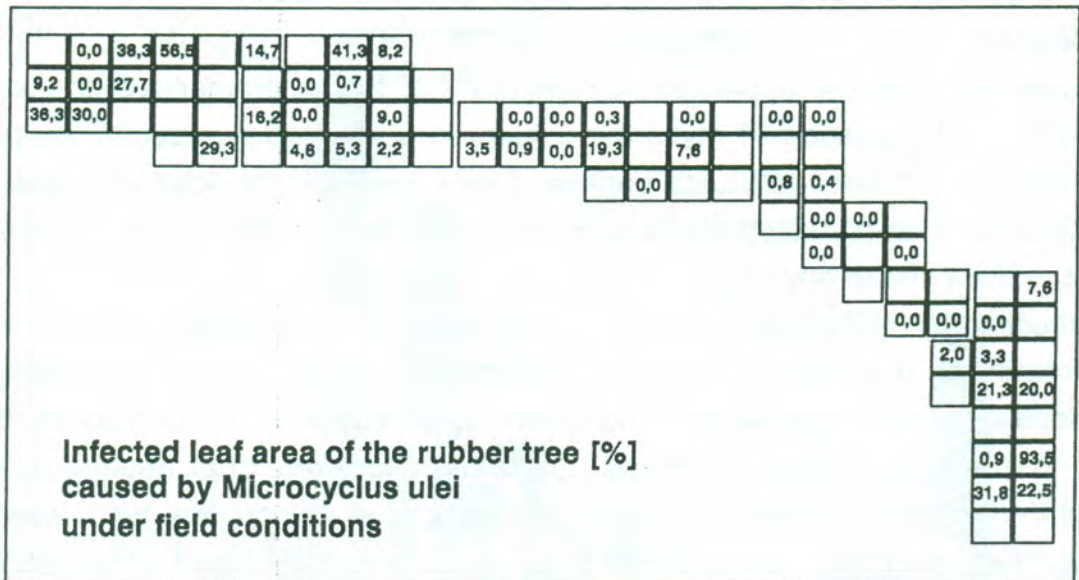 0,0 38,3 56,5 14,7 41,3 8,2
9,2 0,0 27,7 0,0 0,7
36,3 30,0 16,2 0,0 9,0 0,0 0,0 0,3 0,0 0,0 0,0
29,3 4,6 5,3 2,2 3,5 0,9 0,0 19,3 7,6
0,0 0,8 0,4
0,0 0,0
0,0 0,0
7,6
0,0 0,0 0,0
2,0 3,3
21,3 20,0
0,9 93,5
31,8 22,5
Infected leaf area of the rubber tree [%]
caused by Microcyclus ulei
under field conditions